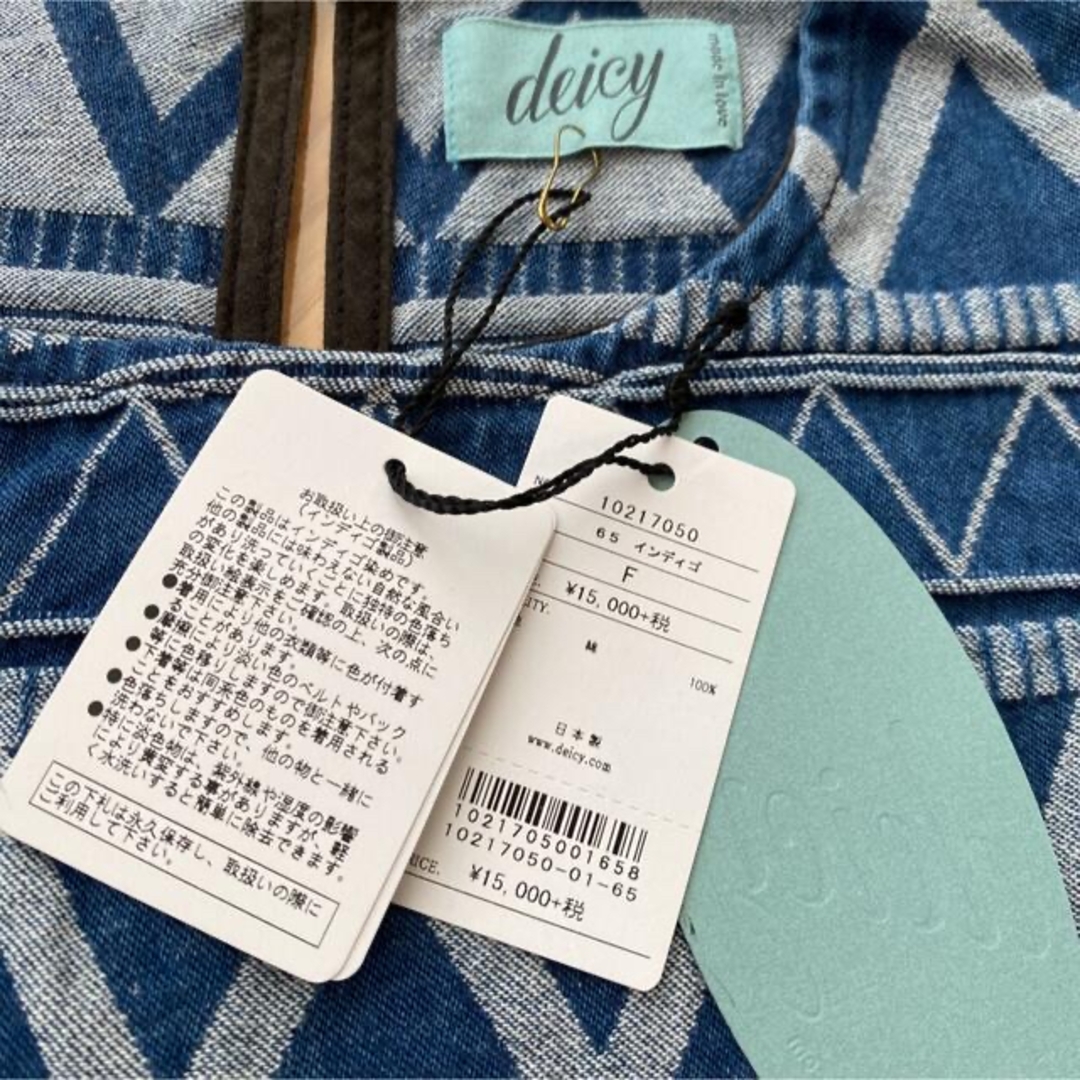 deicy
made in love
お取扱い上の御注意
(インディゴ製品)
この製品はインディゴ染めです。
他の製品には味わえない自然な風合い
があり洗っていくごとに独特の色落ち
の変化を楽しめます。取扱いの際は、
取扱い絵表示をご確認の上、次の点に
充分御注意下さい。
●着用により他の衣類等に色が付着す
ることがあります。
●摩擦により淡い色のベルトやバック
等に色移りしますので御注意下さい。
●下着等は同系色のものを着用される
ことをおすすめします。
●色落ちしますので、他の物と一緒に
洗わないで下さい。
●特に淡色物は、紫外線や湿度の影響
により黄変する事がありますが、軽
く水洗いすると簡単に除去できます。
この下札は永久保存し、取扱いの際に
ご利用して下さい。
10217050
65 インディゴ
F
¥15,000+税
ITY.
綿
100%
日本製
www.deicy.com
1021705001658
10217050-01-65
RICE. ¥15,000+税